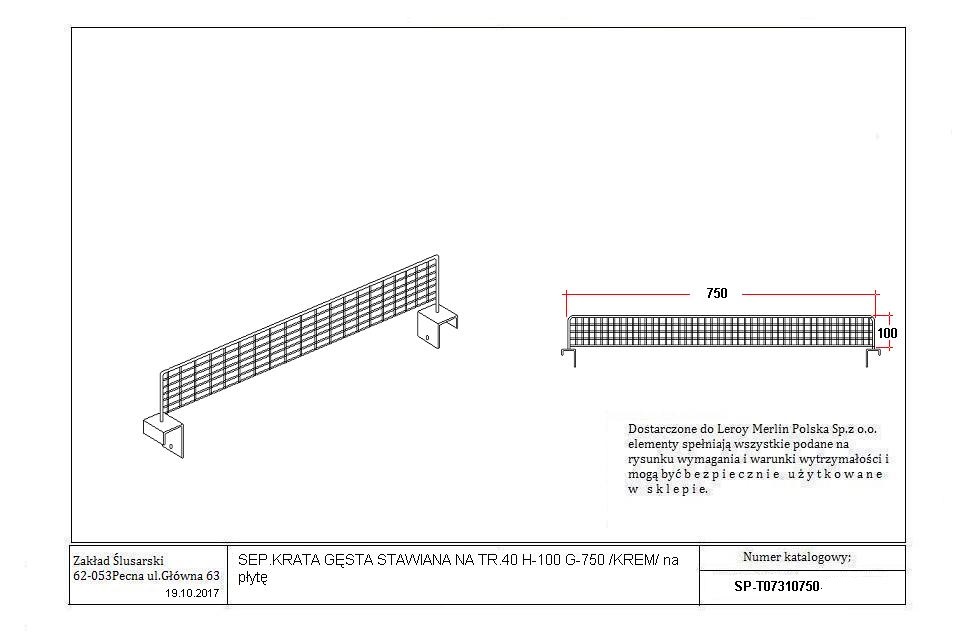 750
100
Dostarczone do Leroy Merlin Polska Sp.z o.o.
elementy spełniają wszystkie podane na
rysunku wymagania i warunki wytrzymałości i
mogą być bezpiecznie użytkowane
w sklepie.
Zakład Ślusarski
62-053Pecna ul.Główna 63
19.10.2017
SEP.KRATA GĘSTA STAWIANA NA TR.40 H-100 G-750 /KREM/ na
płytę
Numer katalogowy;
SP-T07310750